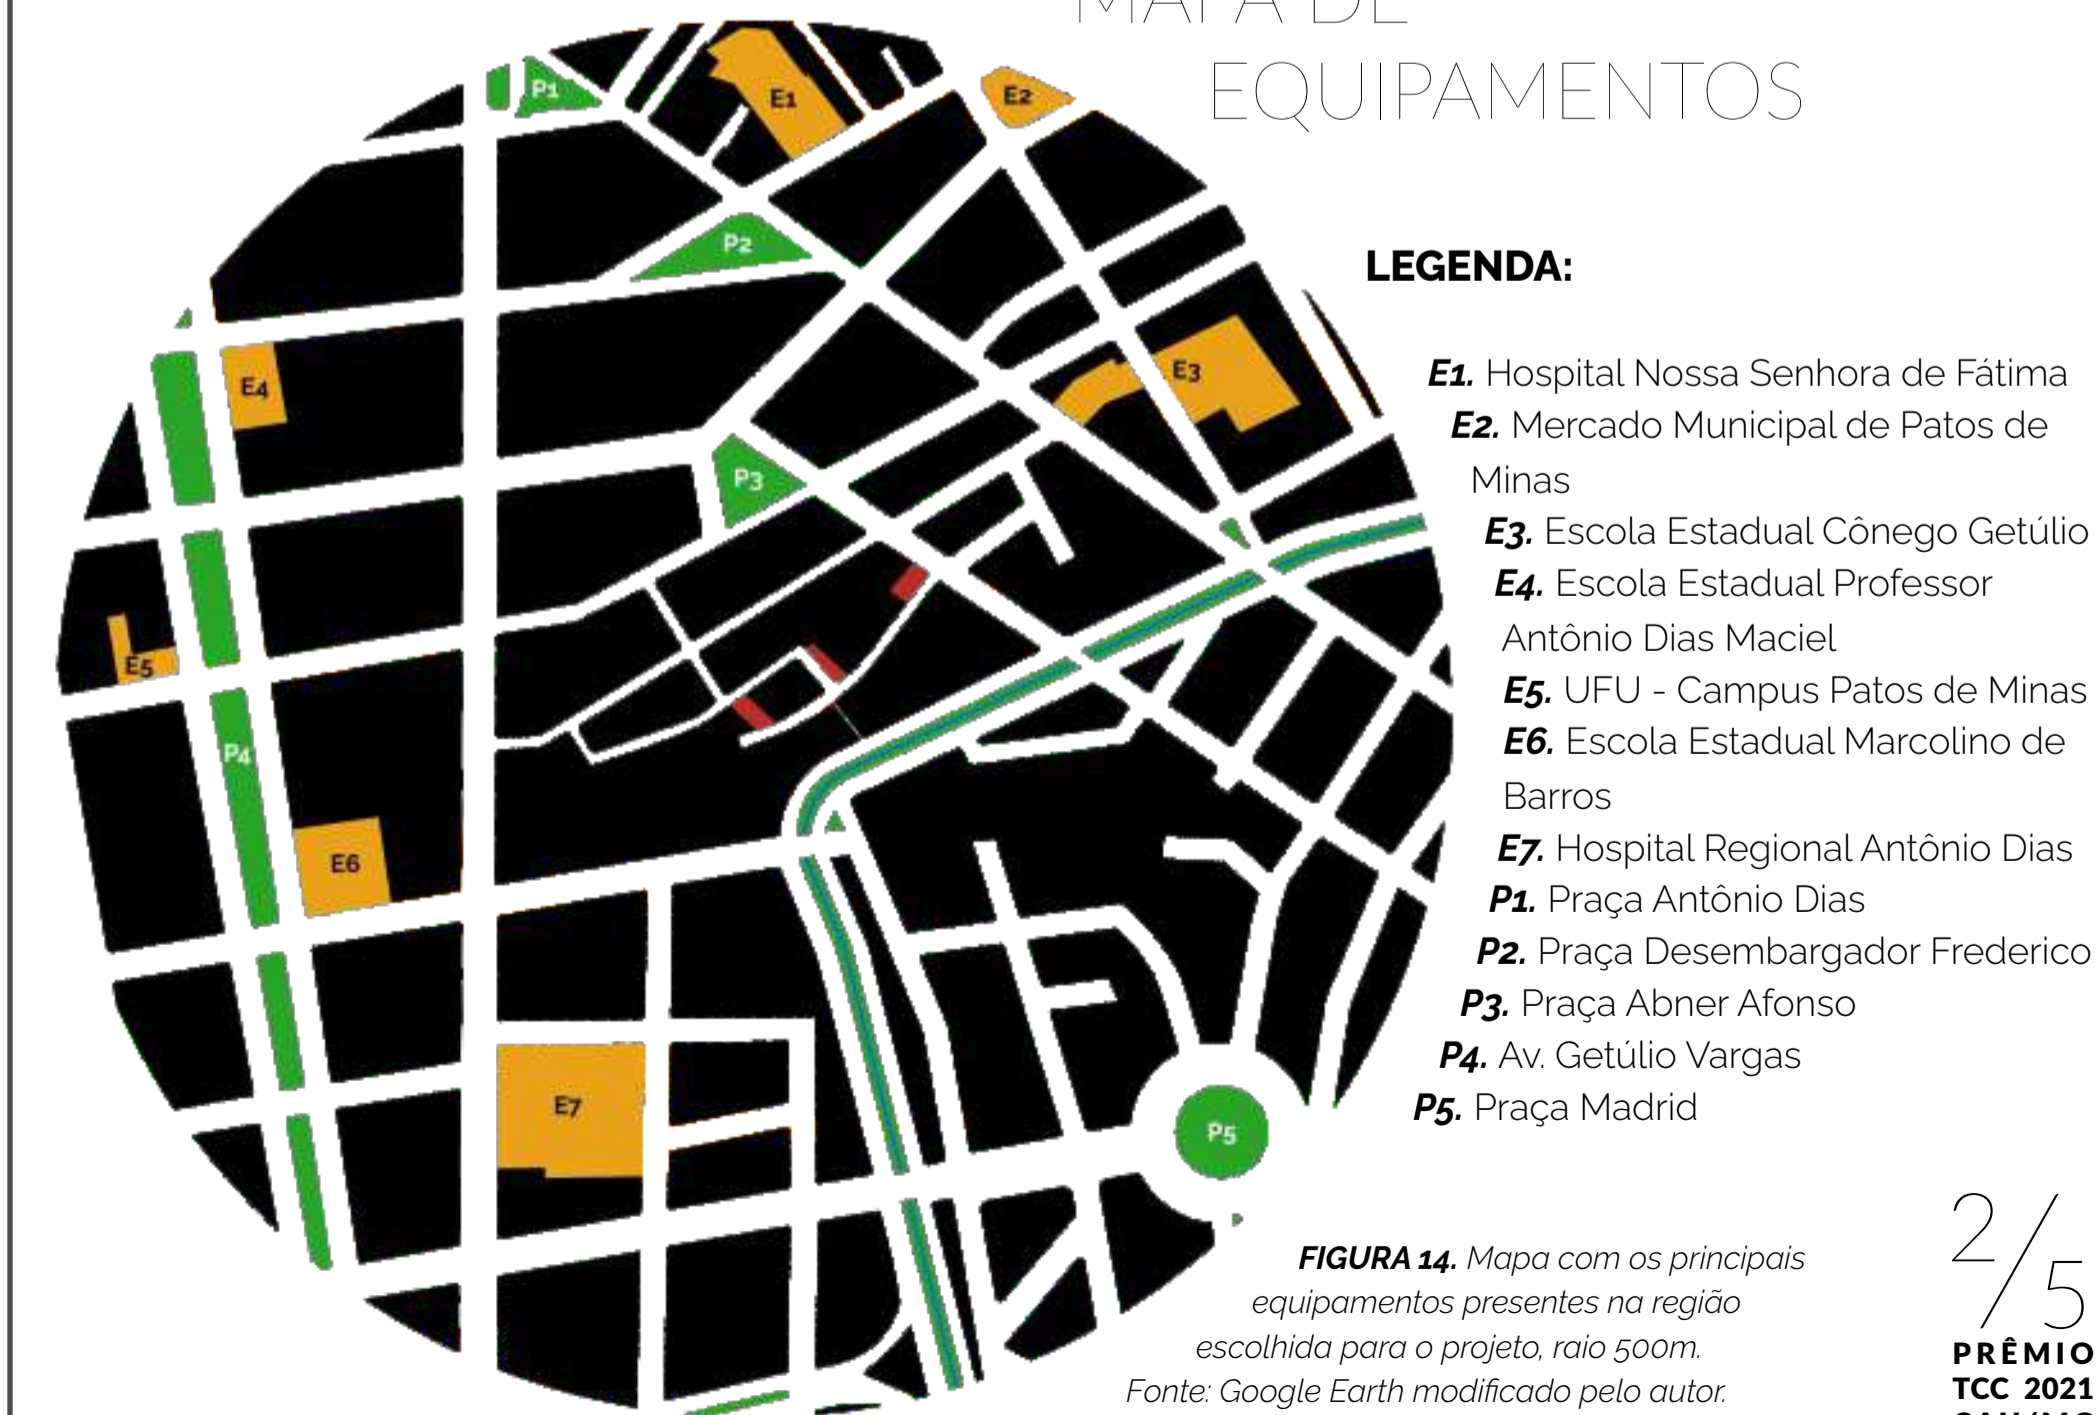 MAPA DE
EQUIPAMENTOS
P1
E1
E2
P2
E3
E4
P3
E5
P4
E6
E7
P5
LEGENDA:
E1. Hospital Nossa Senhora de Fátima
E2. Mercado Municipal de Patos de
Minas
E3. Escola Estadual Cônego Getúlio
E4. Escola Estadual Professor
Antônio Dias Maciel
E5. UFU - Campus Patos de Minas
E6. Escola Estadual Marcolino de
Barros
E7. Hospital Regional Antônio Dias
P1. Praça Antônio Dias
P2. Praça Desembargador Frederico
P3. Praça Abner Afonso
P4. Av. Getúlio Vargas
P5. Praça Madrid
FIGURA 14. Mapa com os principais
equipamentos presentes na região
escolhida para o projeto, raio 500m.
Fonte: Google Earth modificado pelo autor.
2/5
PRÊMIO
TCC 2021